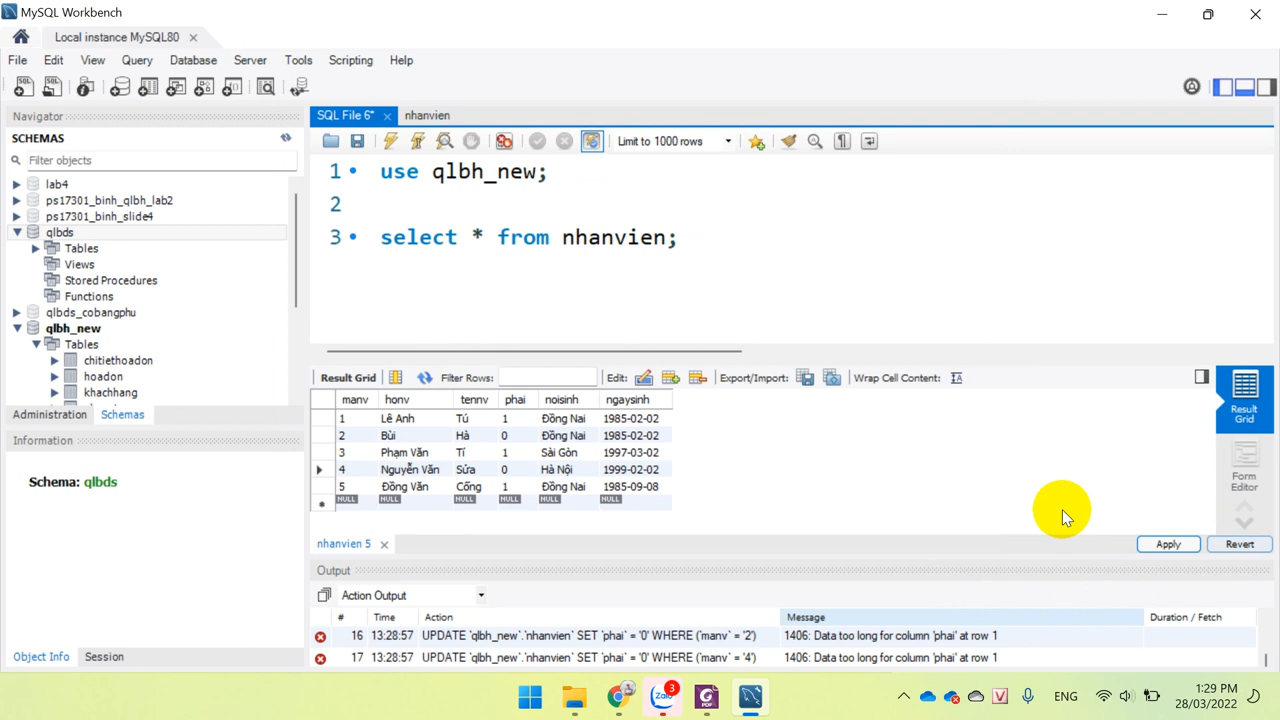 MySQL Workbench
Local instance MySQL80
File Edit View Query Database Server Tools Scripting Help
Navigator
SCHEMAS
Filter objects
lab4
ps17301_binh_qlbh_lab2
ps17301_binh_slide4
qlbds
Tables
Views
Stored Procedures
Functions
qlbds_cobangphu
qlbh_new
Tables
chitiethoadon
hoadon
khachhang
Administration Schemas
Information
Schema: qlbds
Object Info Session
SQL File 6* nhanvien
Limit to 1000 rows
1 use qlbh_new;
2
3 select * from nhanvien;
Result Grid Filter Rows: Edit: Export/Import: Wrap Cell Content:
manv honv tennv phai noisinh ngaysinh
1 Lê Anh Tú 1 Đồng Nai 1985-02-02
2 Bùi Hà 0 Đồng Nai 1985-02-02
3 Phạm Văn Tí 1 Sài Gòn 1997-03-02
4 Nguyễn Văn Sửa 0 Hà Nội 1999-02-02
5 Đồng Văn Cống 1 Đồng Nai 1985-09-08
NULL NULL NULL NULL NULL NULL
Result Grid
Form Editor
nhanvien 5
Apply Revert
Output
Action Output
# Time Action Message Duration / Fetch
16 13:28:57 UPDATE `qlbh_new`.`nhanvien` SET `phai` = '0' WHERE (`manv` = '2') 1406: Data too long for column 'phai' at row 1
17 13:28:57 UPDATE `qlbh_new`.`nhanvien` SET `phai` = '0' WHERE (`manv` = '4') 1406: Data too long for column 'phai' at row 1
3
PDF
V
ENG
1:29 PM
28/03/2022